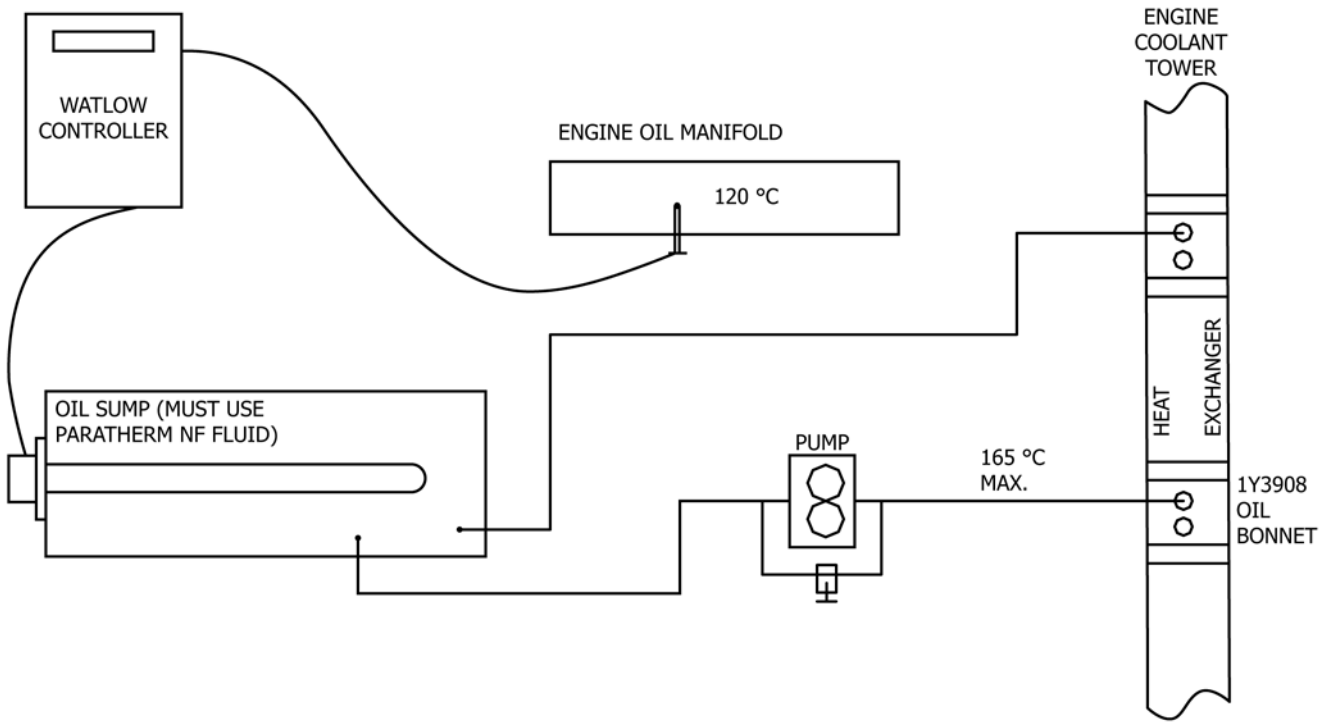 ENGINE
COOLANT
TOWER
WATLOW
CONTROLLER
ENGINE OIL MANIFOLD
120 °C
OIL SUMP (MUST USE
PARATHERM NF FLUID)
HEAT
EXCHANGER
PUMP
165 °C
MAX.
1Y3908
OIL
BONNET